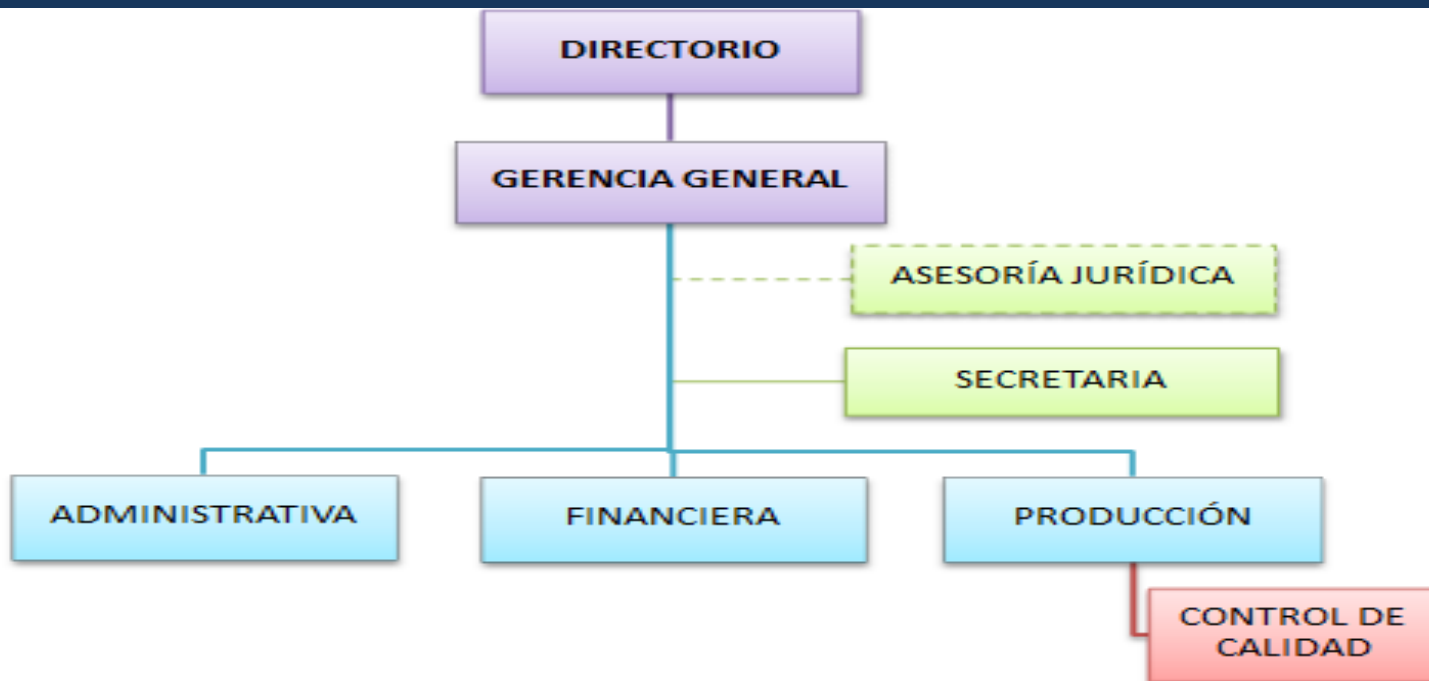 DIRECTORIO
GERENCIA GENERAL
ASESORÍA JURÍDICA
SECRETARIA
ADMINISTRATIVA
FINANCIERA
PRODUCCIÓN
CONTROL DE
CALIDAD